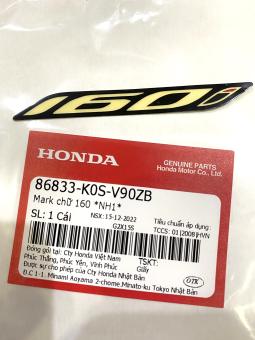 160i
HONDA
GENUINE PARTS
Honda Motor Co., Ltd.
86833-K0S-V90ZB
Mark chữ 160 *NH1*
SL: 1 Cái
NSX: 15-12-2022
G2X15S
Tiêu chuẩn áp dụng :
TCCS: 01|2008|HVN
Đóng gói tại: Cty Honda Việt Nam
Phúc Thắng, Phúc Yên, Vĩnh Phúc
TSKT:
Giấy
Được sự cho phép của Cty Honda Nhật Bản
Đ.C 1-1. Minami Aoyama 2-chome.Minato-ku Tokyo Nhật Bản
OTK